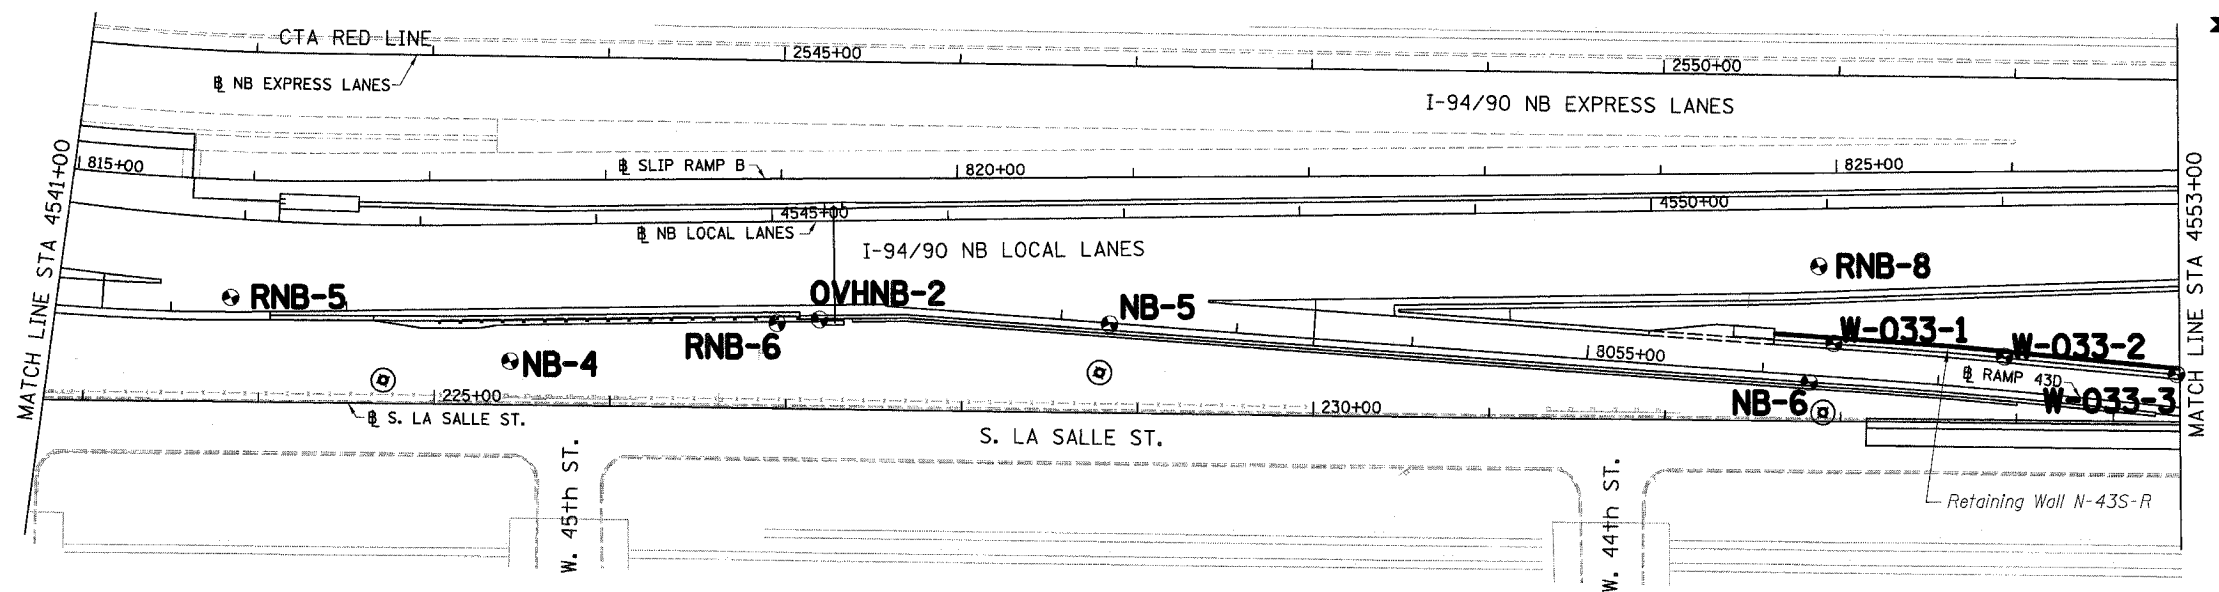 CTA RED LINE
2545+00
2550+00
℄ NB EXPRESS LANES
I-94/90 NB EXPRESS LANES
MATCH LINE STA 4541+00
815+00
℄ SLIP RAMP B
820+00
825+00
MATCH LINE STA 4553+00
4545+00
4550+00
℄ NB LOCAL LANES
I-94/90 NB LOCAL LANES
RNB-8
RNB-5
OVHNB-2
NB-5
RNB-6
W-033-1
W-033-2
NB-4
8055+00
℄ RAMP 43D
225+00
230+00
NB-6
W-033-3
℄ S. LA SALLE ST.
S. LA SALLE ST.
W. 45th ST.
W. 44th ST.
Retaining Wall N-43S-R